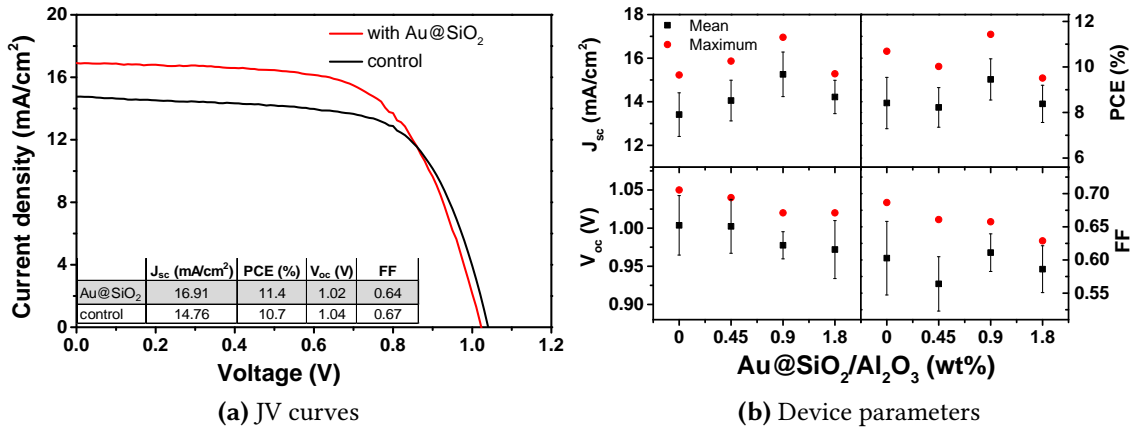 20
16
12
8
4
0
Current density (mA/cm²)
with Au@SiO₂
control
J_sc (mA/cm²) PCE (%) V_oc (V) FF
Au@SiO₂ 16.91 11.4 1.02 0.64
control 14.76 10.7 1.04 0.67
0.0 0.2 0.4 0.6 0.8 1.0 1.2
Voltage (V)
(a) JV curves
Mean
Maximum
18
16
14
12
J_sc (mA/cm²)
12
10
8
6
PCE (%)
1.05
1.00
0.95
0.90
V_oc (V)
0.70
0.65
0.60
0.55
FF
0 0.45 0.9 1.8 0 0.45 0.9 1.8
Au@SiO₂/Al₂O₃ (wt%)
(b) Device parameters